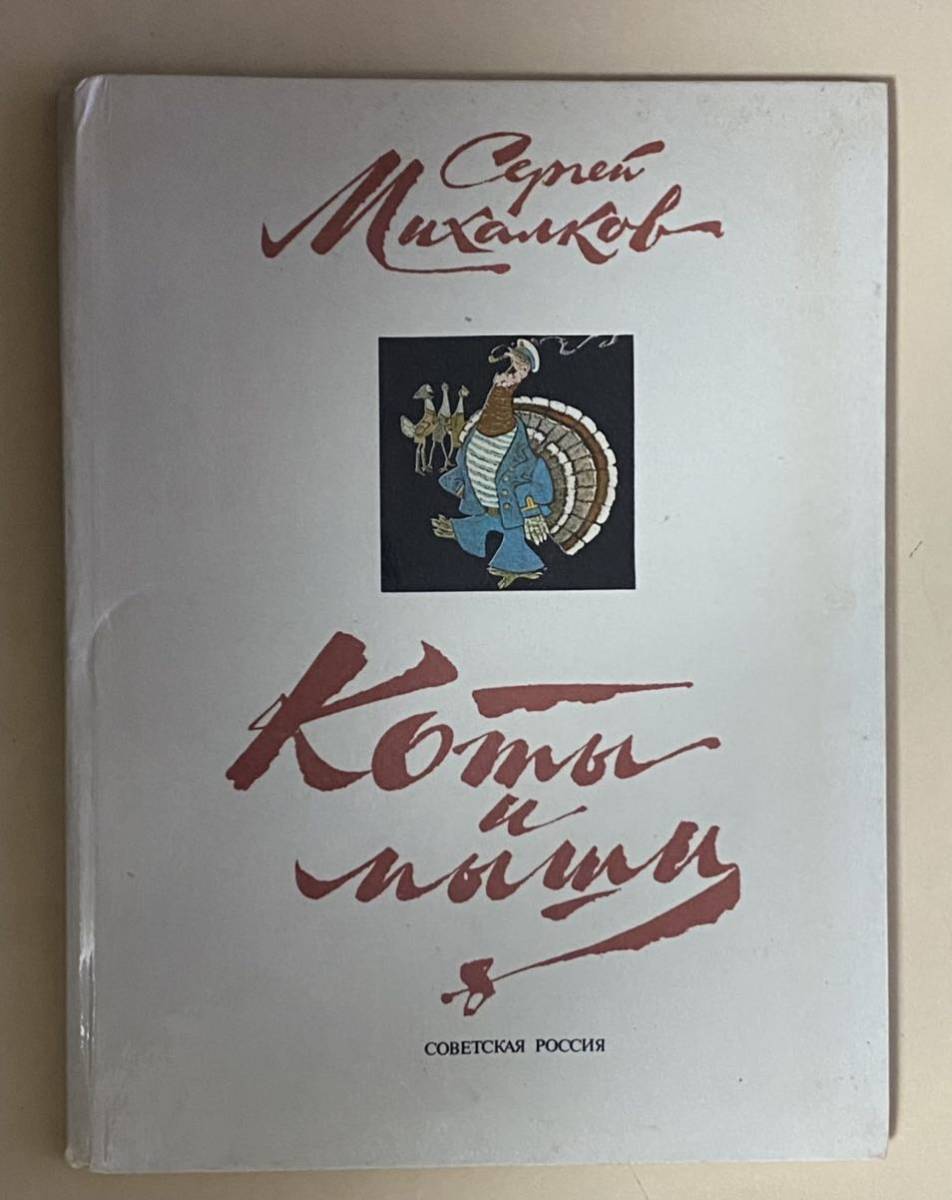 Сергей
Михалков
Коты
и
мыши
СОВЕТСКАЯ РОССИЯ